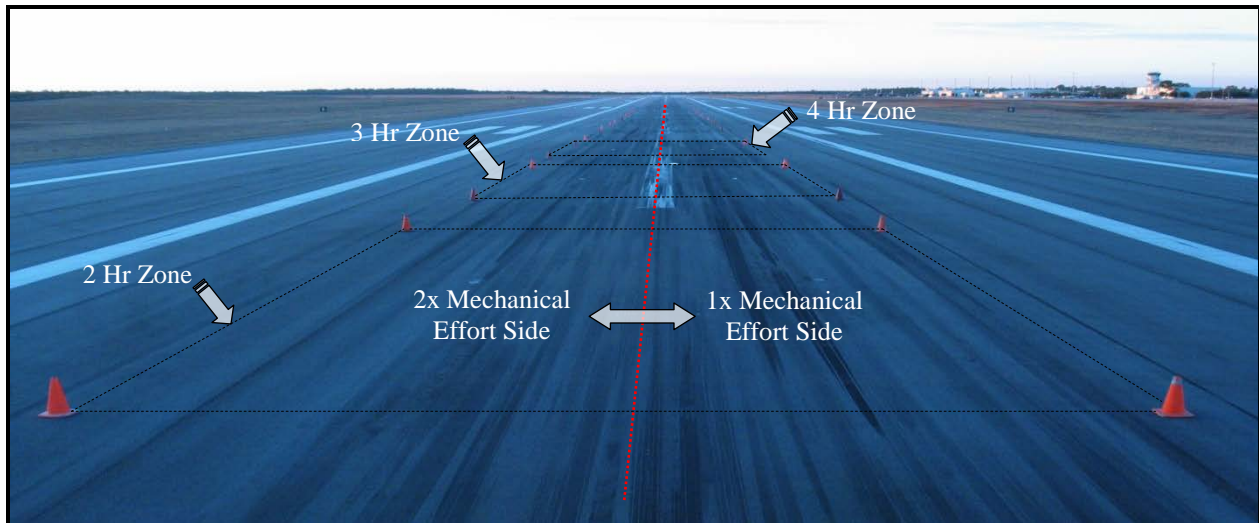 4 Hr Zone
3 Hr Zone
2 Hr Zone
2x Mechanical
Effort Side
1x Mechanical
Effort Side